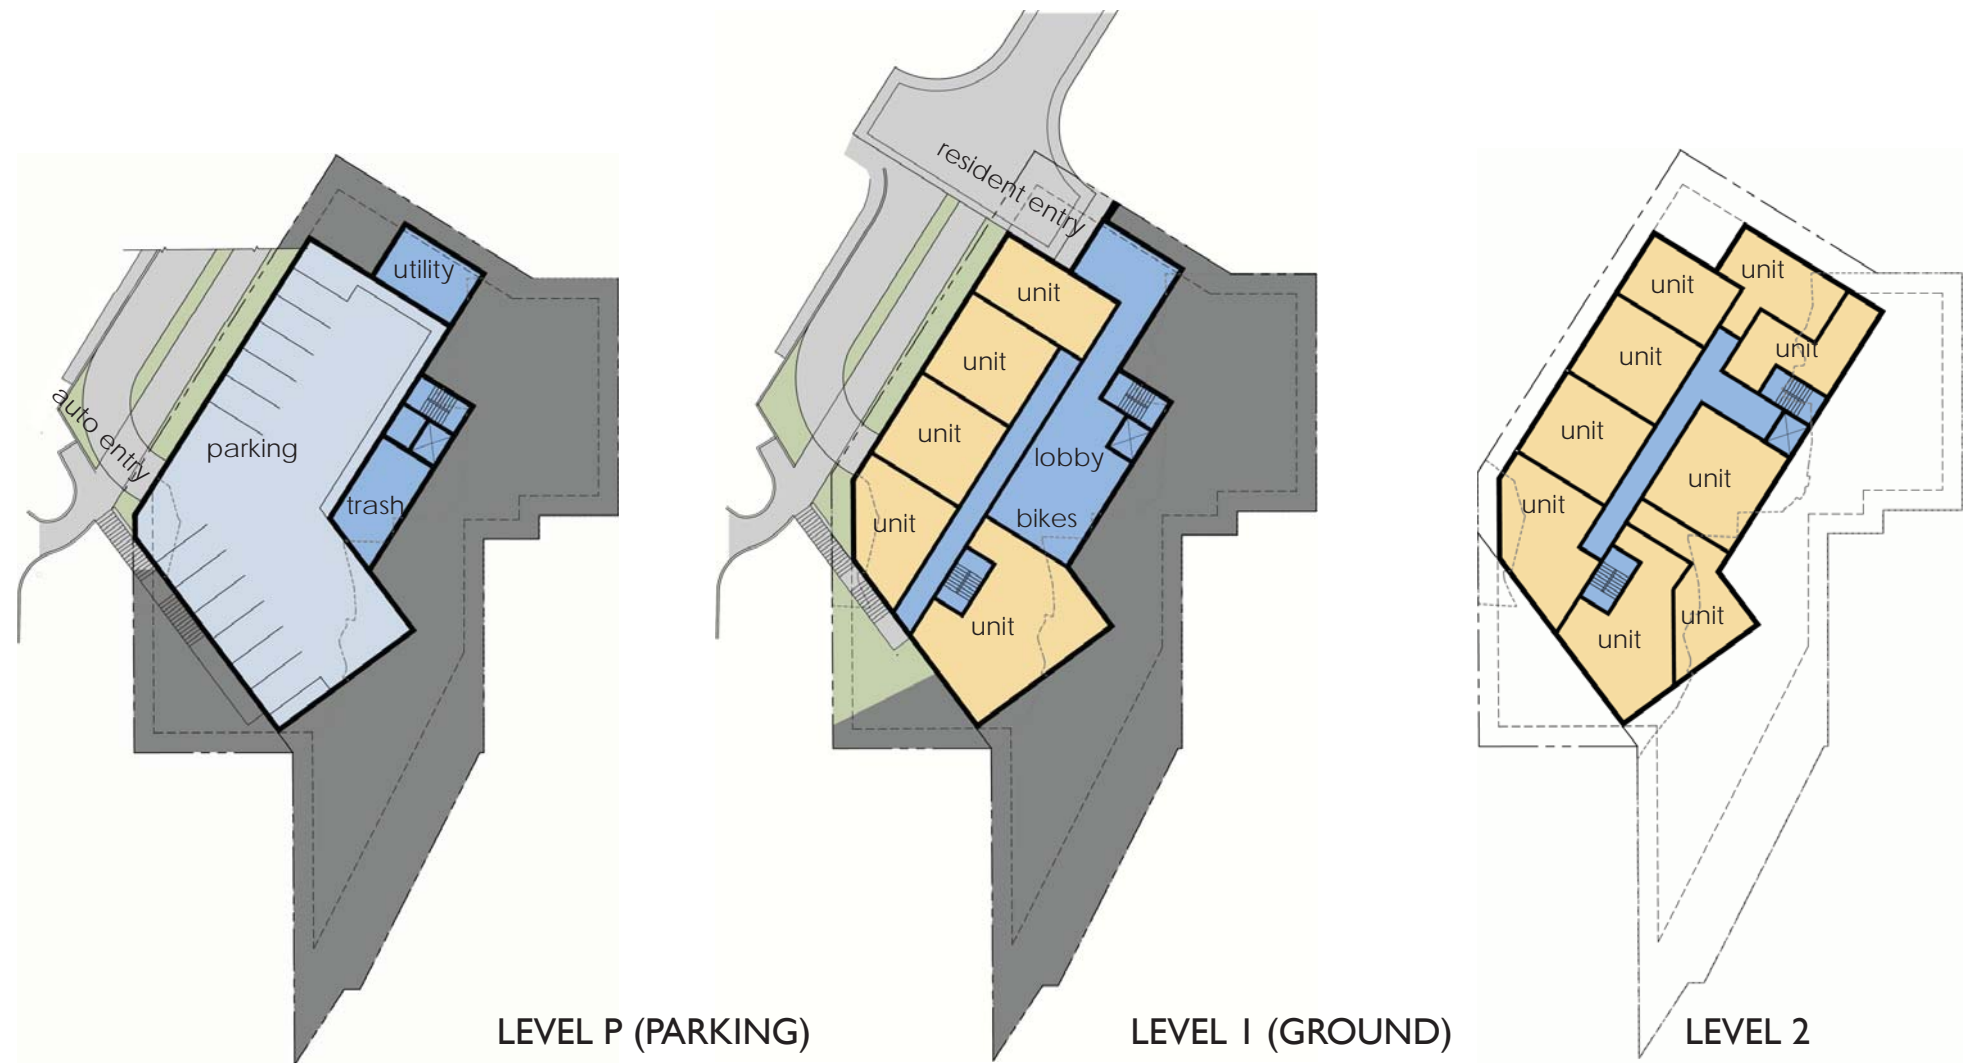 utility
auto entry
parking
trash
LEVEL P (PARKING)
resident entry
unit
unit
unit
lobby
unit
bikes
unit
LEVEL 1 (GROUND)
unit
unit
unit
unit
unit
unit
unit
unit
unit
LEVEL 2